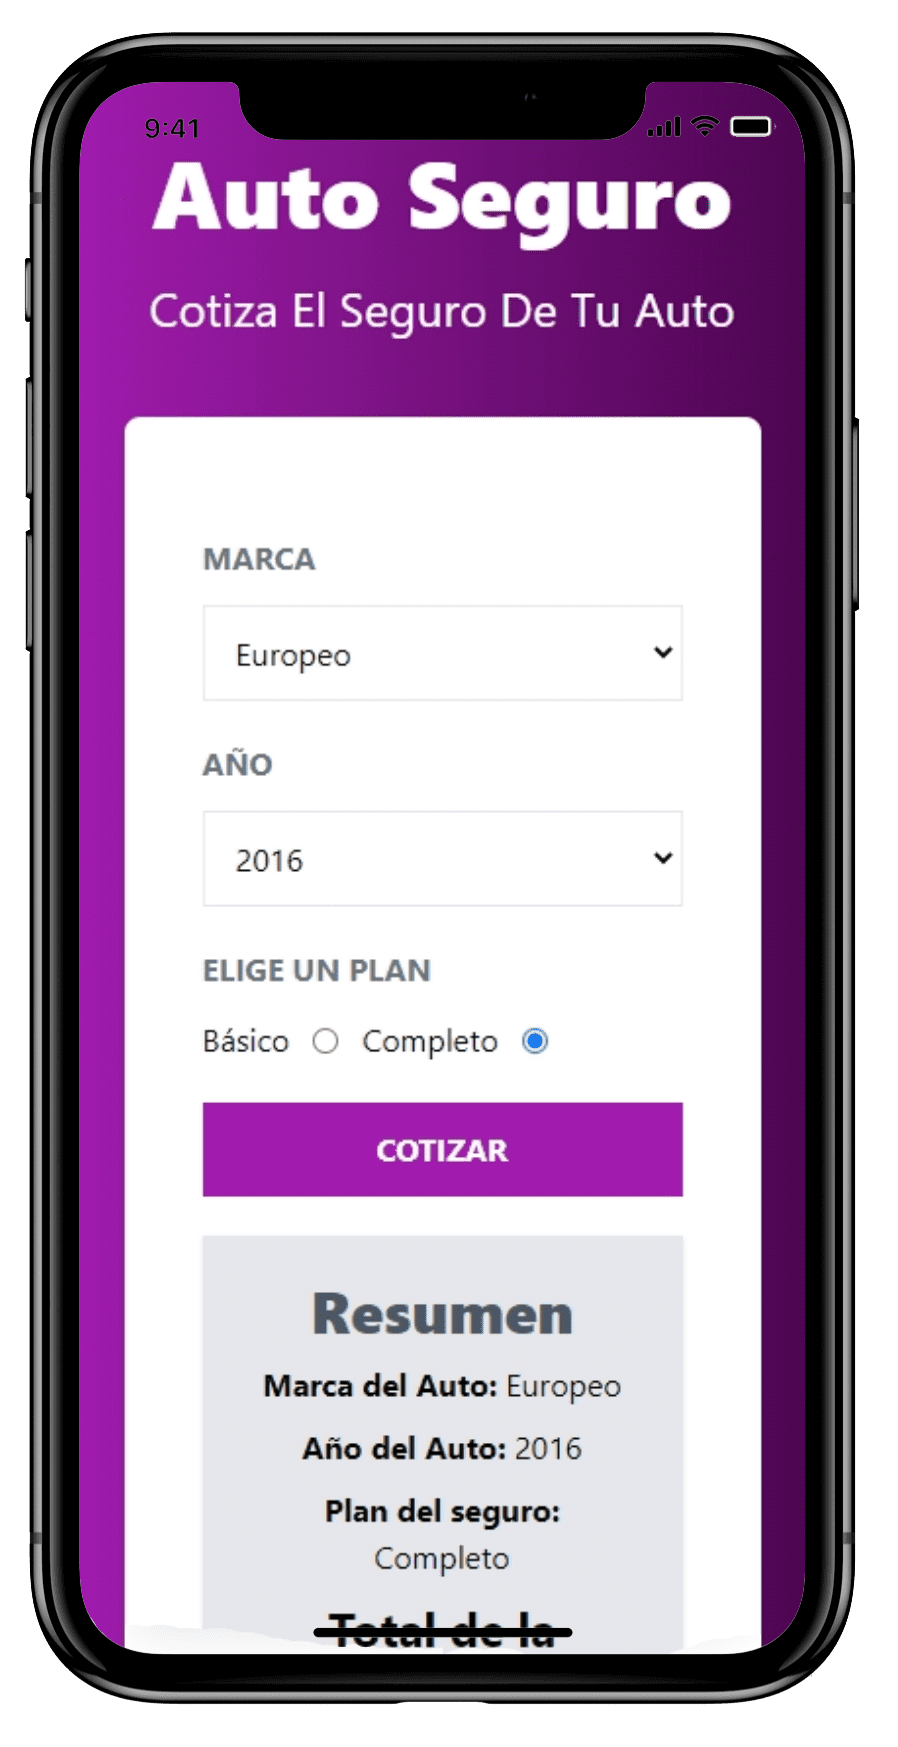 9:41
Auto Seguro
Cotiza El Seguro De Tu Auto
MARCA
Europeo
AÑO
2016
ELIGE UN PLAN
Básico Completo
COTIZAR
Resumen
Marca del Auto: Europeo
Año del Auto: 2016
Plan del seguro:
Completo
Total de la